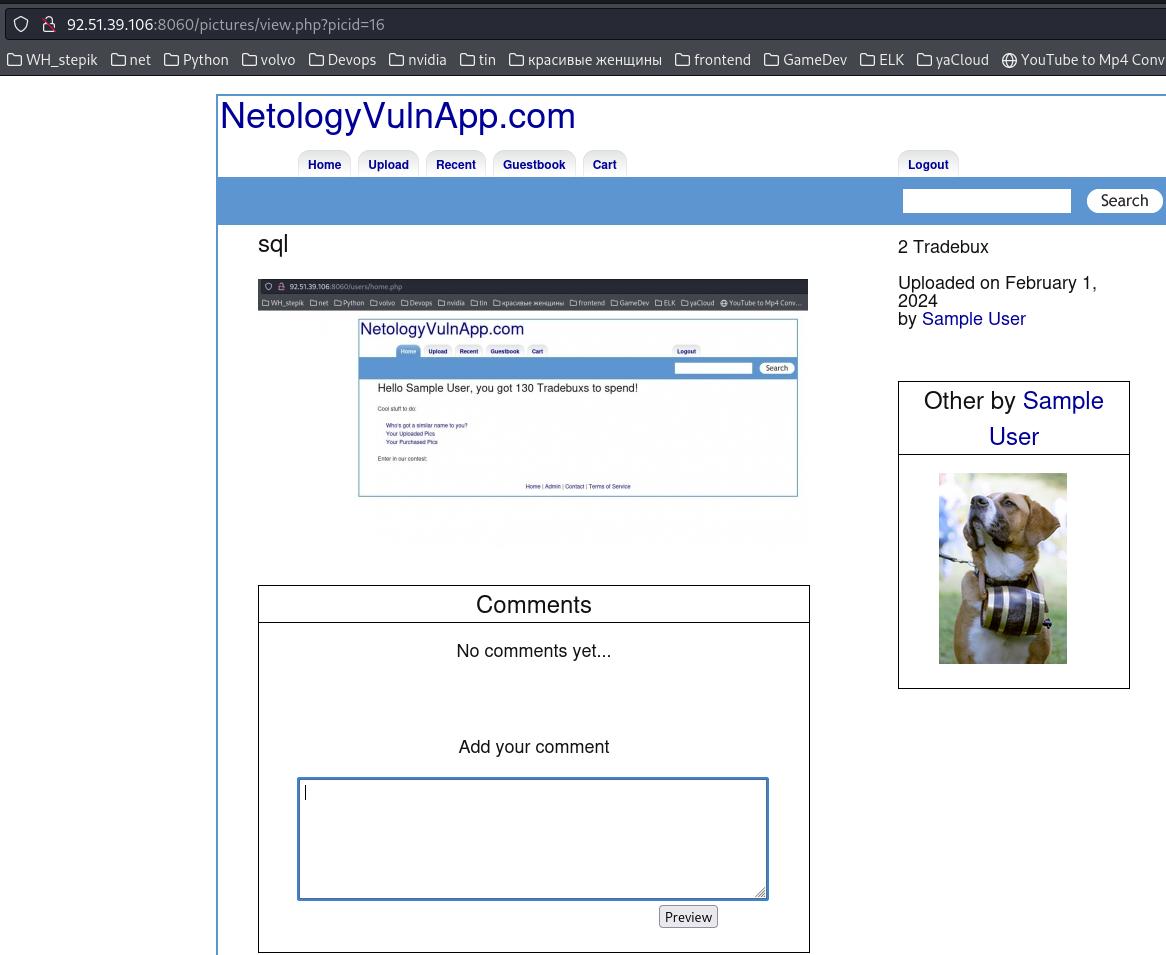 92.51.39.106:8060/pictures/view.php?picid=16
WH_stepik net Python volvo Devops nvidia tin красивые женщины frontend GameDev ELK yaCloud YouTube to Mp4 Conv
NetologyVulnApp.com
Home Upload Recent Guestbook Cart Logout
Search
sql
2 Tradebux
Uploaded on February 1,
2024
by Sample User
92.51.39.106:8060/users/home.php
WH_stepik net Python volvo Devops nvidia tin красивые женщины frontend GameDev ELK yaCloud YouTube to Mp4 Conv...
NetologyVulnApp.com
Home Upload Recent Guestbook Cart Logout
Search
Hello Sample User, you got 130 Tradebuxs to spend!
Cool stuff to do:
Who's got a similar name to you?
Your Uploaded Pics
Your Purchased Pics
Enter in our contest:
Home | Admin | Contact | Terms of Service
Other by Sample
User
Comments
No comments yet...
Add your comment
Preview